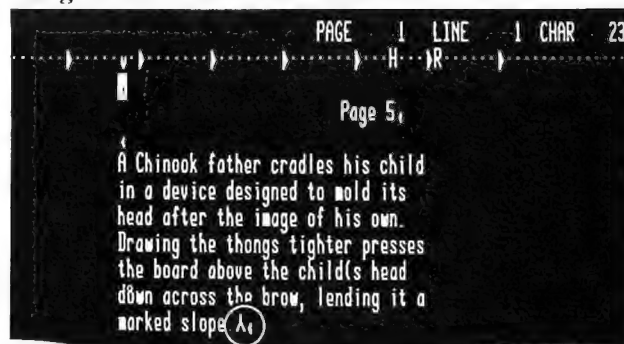 PAGE 1 LINE 1 CHAR 23
H R
Page 5
A Chinook father cradles his child
in a device designed to mold its
head after the image of his own.
Drawing the thongs tighter presses
the board above the child(s head
d8wn across the brow, lending it a
marked slope λ